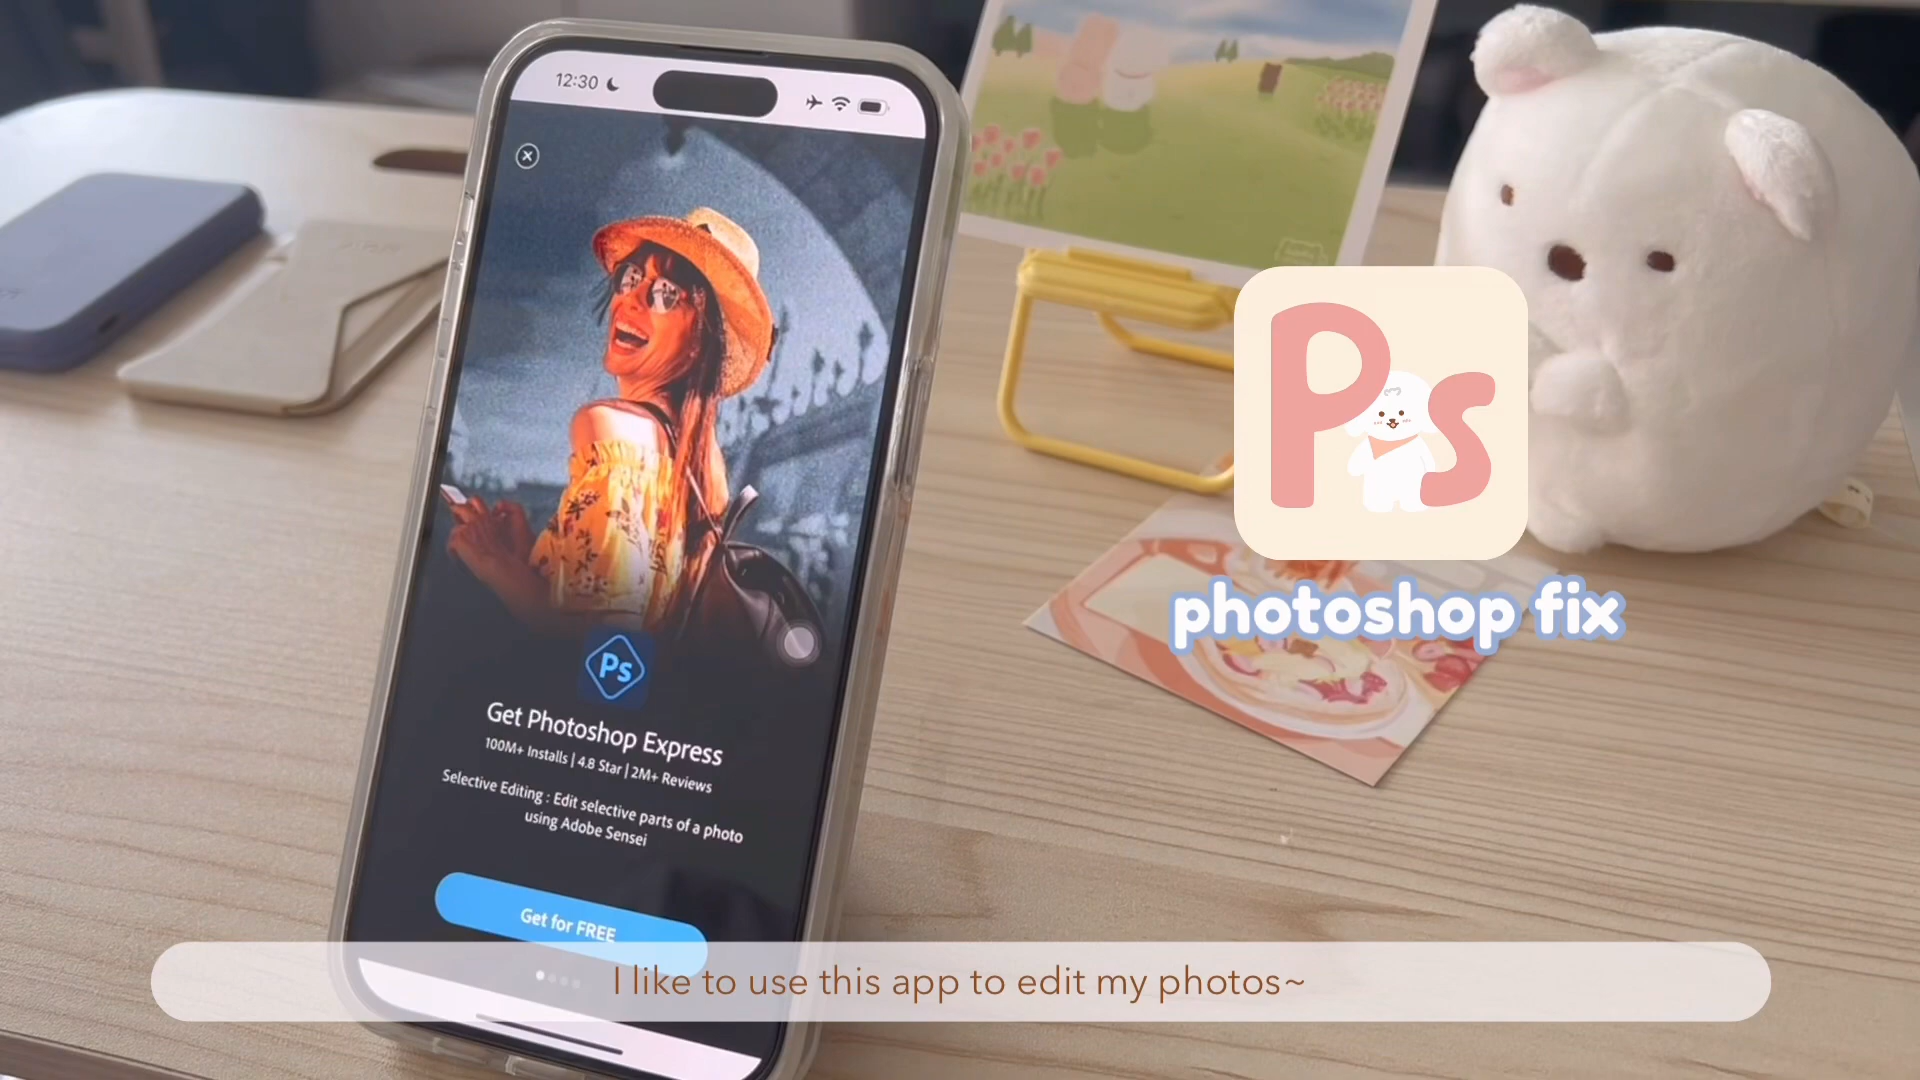 12:30
Ps
Get Photoshop Express
100M+ Installs | 4.8 Star | 2M+ Reviews
Selective Editing : Edit selective parts of a photo
using Adobe Sensei
Get for FREE
Ps
photoshop fix
I like to use this app to edit my photos~